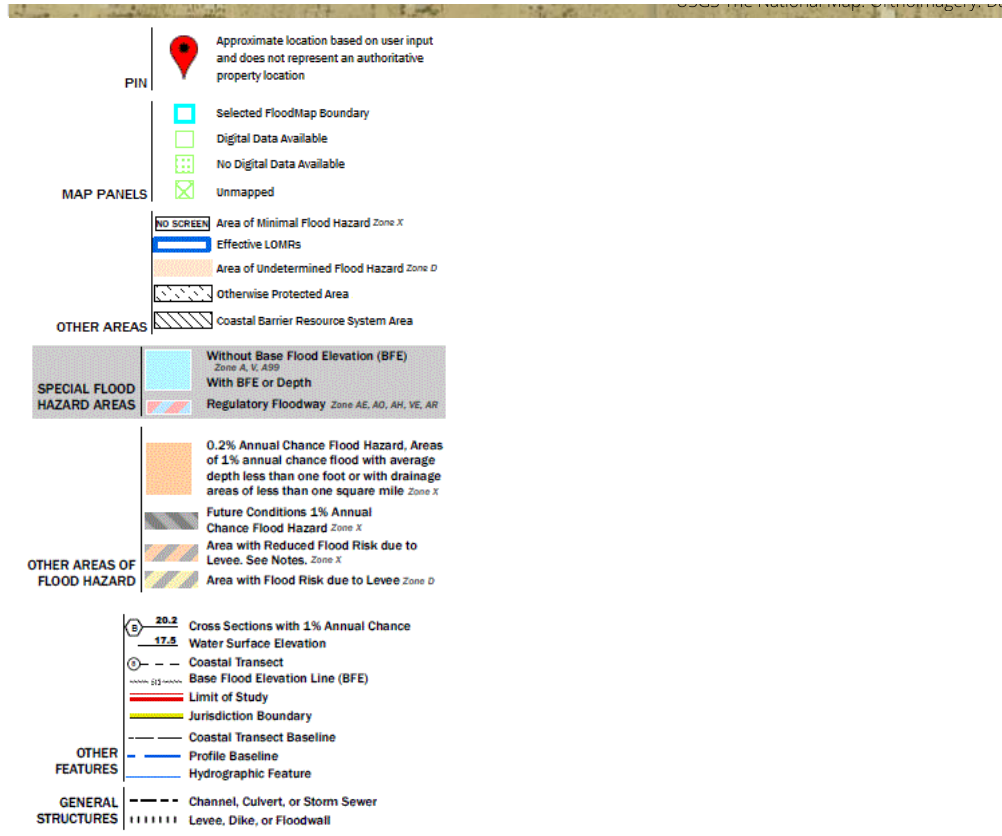 USGS The National Map: Orthoimagery. Da
Approximate location based on user input
and does not represent an authoritative
property location
PIN
Selected FloodMap Boundary
Digital Data Available
No Digital Data Available
Unmapped
MAP PANELS
NO SCREEN Area of Minimal Flood Hazard Zone X
Effective LOMRs
Area of Undetermined Flood Hazard Zone D
Otherwise Protected Area
Coastal Barrier Resource System Area
OTHER AREAS
Without Base Flood Elevation (BFE)
Zone A, V, A99
With BFE or Depth
Regulatory Floodway Zone AE, AO, AH, VE, AR
SPECIAL FLOOD
HAZARD AREAS
0.2% Annual Chance Flood Hazard, Areas
of 1% annual chance flood with average
depth less than one foot or with drainage
areas of less than one square mile Zone X
Future Conditions 1% Annual
Chance Flood Hazard Zone X
Area with Reduced Flood Risk due to
Levee. See Notes. Zone X
Area with Flood Risk due to Levee Zone D
OTHER AREAS OF
FLOOD HAZARD
B 20.2 Cross Sections with 1% Annual Chance
17.5 Water Surface Elevation
8 Coastal Transect
513 Base Flood Elevation Line (BFE)
Limit of Study
Jurisdiction Boundary
Coastal Transect Baseline
Profile Baseline
Hydrographic Feature
OTHER
FEATURES
Channel, Culvert, or Storm Sewer
Levee, Dike, or Floodwall
GENERAL
STRUCTURES